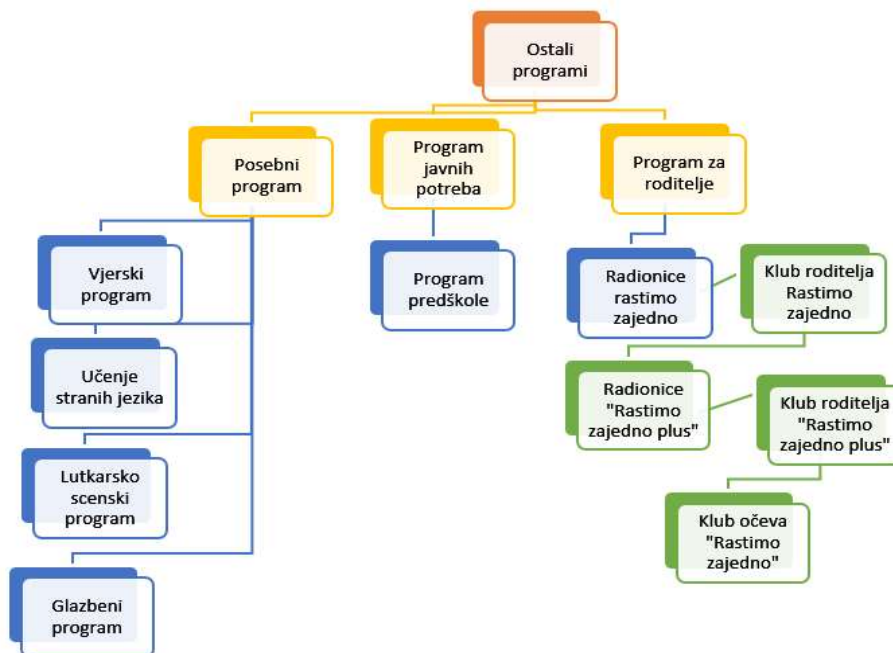 Ostali
programi
Posebni
program
Program
javnih
potreba
Program za
roditelje
Vjerski
program
Učenje
stranih jezika
Lutkarsko
scenski
program
Glazbeni
program
Program
predškole
Radionice
rastimo
zajedno
Klub roditelja
Rastimo
zajedno
Radionice
"Rastimo
zajedno plus"
Klub roditelja
"Rastimo
zajedno plus"
Klub očeva
"Rastimo
zajedno"